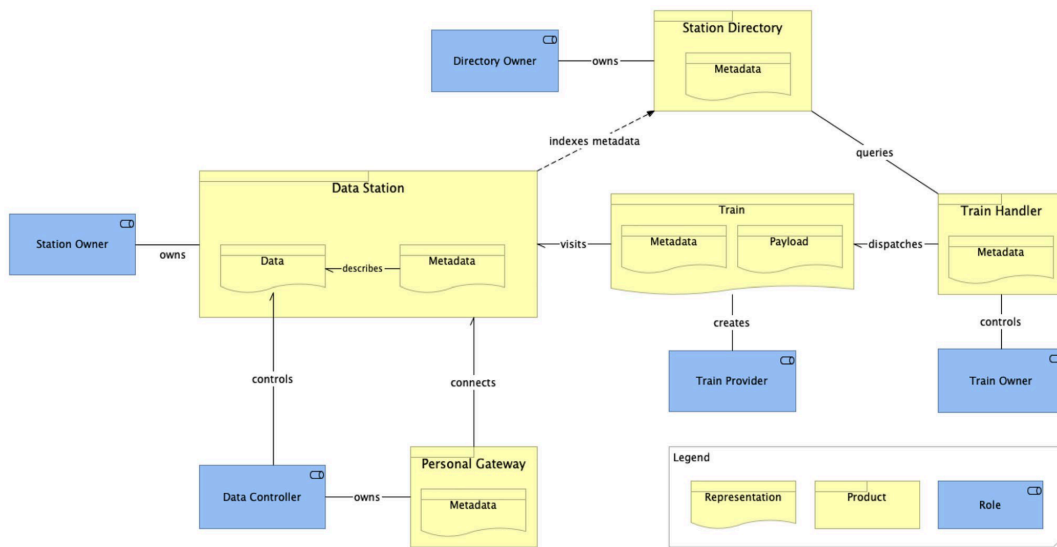 Station Directory
Metadata
Directory Owner
owns
indexes metadata
queries
Data Station
Data
describes
Metadata
Station Owner
owns
visits
Train
Metadata
Payload
dispatches
Train Handler
Metadata
controls
connects
creates
controls
Train Provider
Train Owner
Data Controller
owns
Personal Gateway
Metadata
Legend
Representation
Product
Role